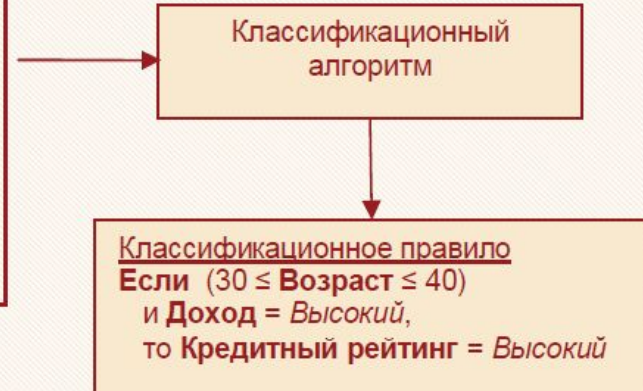 Классификационный
алгоритм
Классификационное правило
Если (30 ≤ Возраст ≤ 40)
и Доход = Высокий,
то Кредитный рейтинг = Высокий